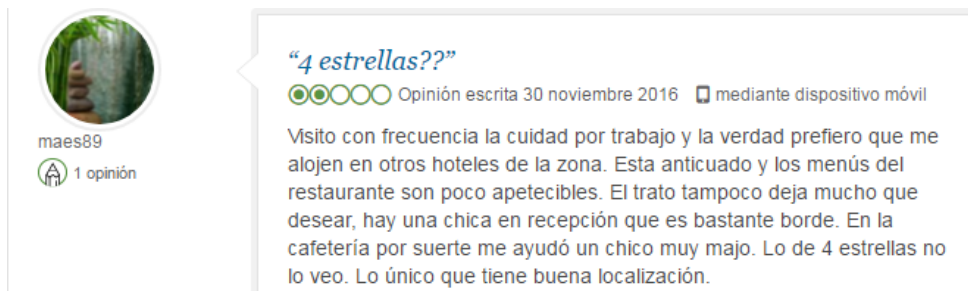 “4 estrellas??”
Opinión escrita 30 noviembre 2016 mediante dispositivo móvil
maes89
1 opinión
Visito con frecuencia la cuidad por trabajo y la verdad prefiero que me
alojen en otros hoteles de la zona. Esta anticuado y los menús del
restaurante son poco apetecibles. El trato tampoco deja mucho que
desear, hay una chica en recepción que es bastante borde. En la
cafetería por suerte me ayudó un chico muy majo. Lo de 4 estrellas no
lo veo. Lo único que tiene buena localización.